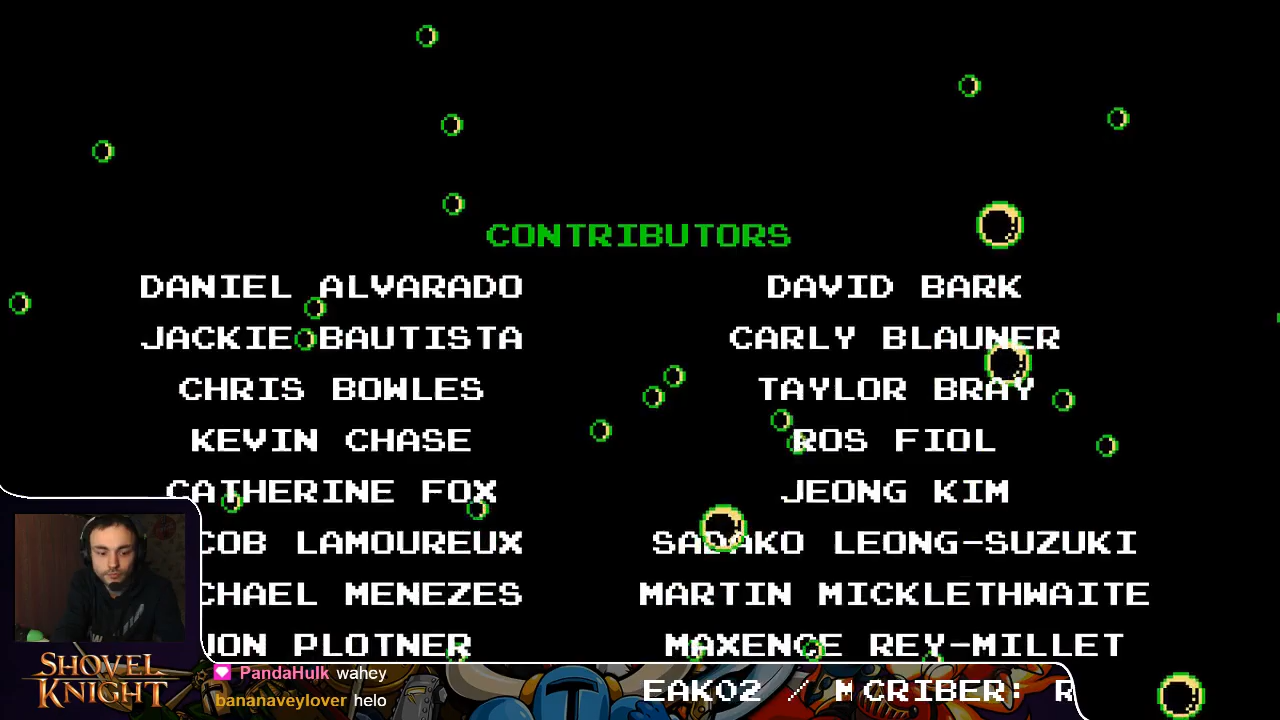 CONTRIBUTORS
DANIEL ALVARADO DAVID BARK
JACKIE BAUTISTA CARLY BLAUNER
CHRIS BOWLES TAYLOR BRAY
KEVIN CHASE ROS FIOL
CATHERINE FOX JEONG KIM
COB LAMOUREUX SADAKO LEONG-SUZUKI
CHAEL MENEZES MARTIN MICKLETHWAITE
PLOTNER MAXENCE REY-MILLET
SHOVEL KNIGHT
PandaHulk wahey
bananaveylover helo
EAK02 / M CRIBER: R